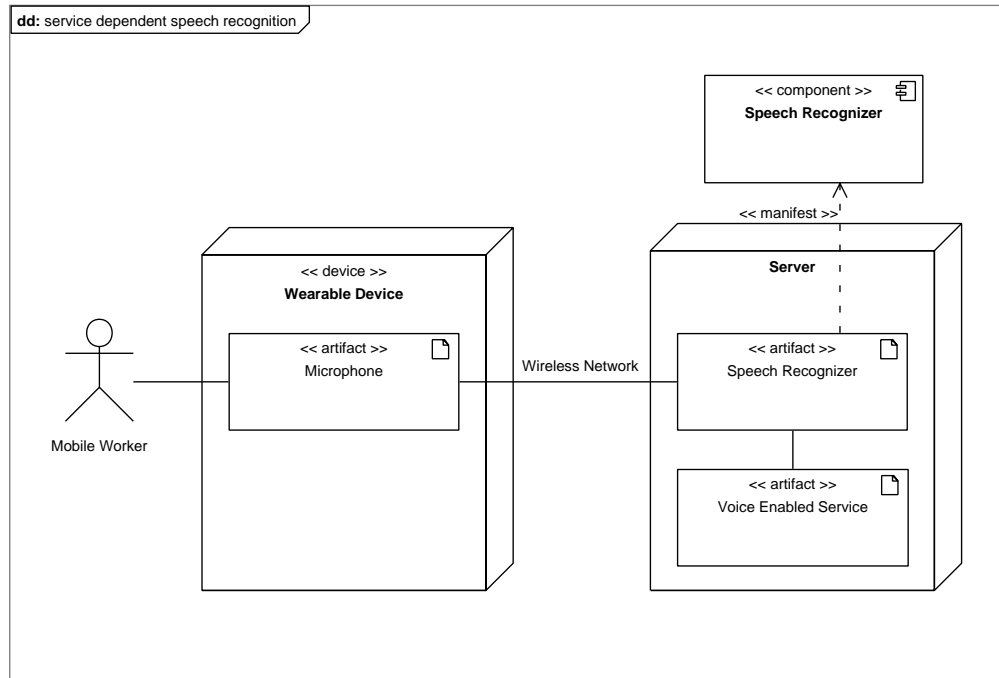 dd: service dependent speech recognition
<< component >>
Speech Recognizer
<< manifest >>
<< device >>
Wearable Device
Server
<< artifact >>
Microphone
Wireless Network
<< artifact >>
Speech Recognizer
Mobile Worker
<< artifact >>
Voice Enabled Service